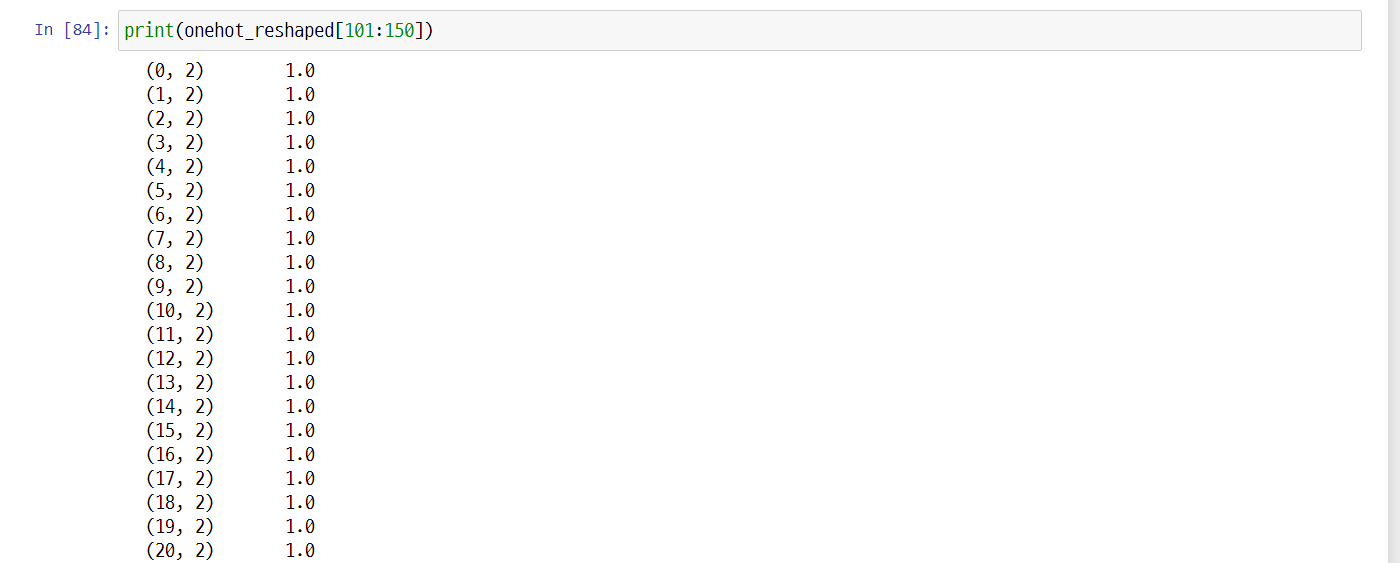 In [84]: print(onehot_reshaped[101:150])
(0, 2) 1.0
(1, 2) 1.0
(2, 2) 1.0
(3, 2) 1.0
(4, 2) 1.0
(5, 2) 1.0
(6, 2) 1.0
(7, 2) 1.0
(8, 2) 1.0
(9, 2) 1.0
(10, 2) 1.0
(11, 2) 1.0
(12, 2) 1.0
(13, 2) 1.0
(14, 2) 1.0
(15, 2) 1.0
(16, 2) 1.0
(17, 2) 1.0
(18, 2) 1.0
(19, 2) 1.0
(20, 2) 1.0